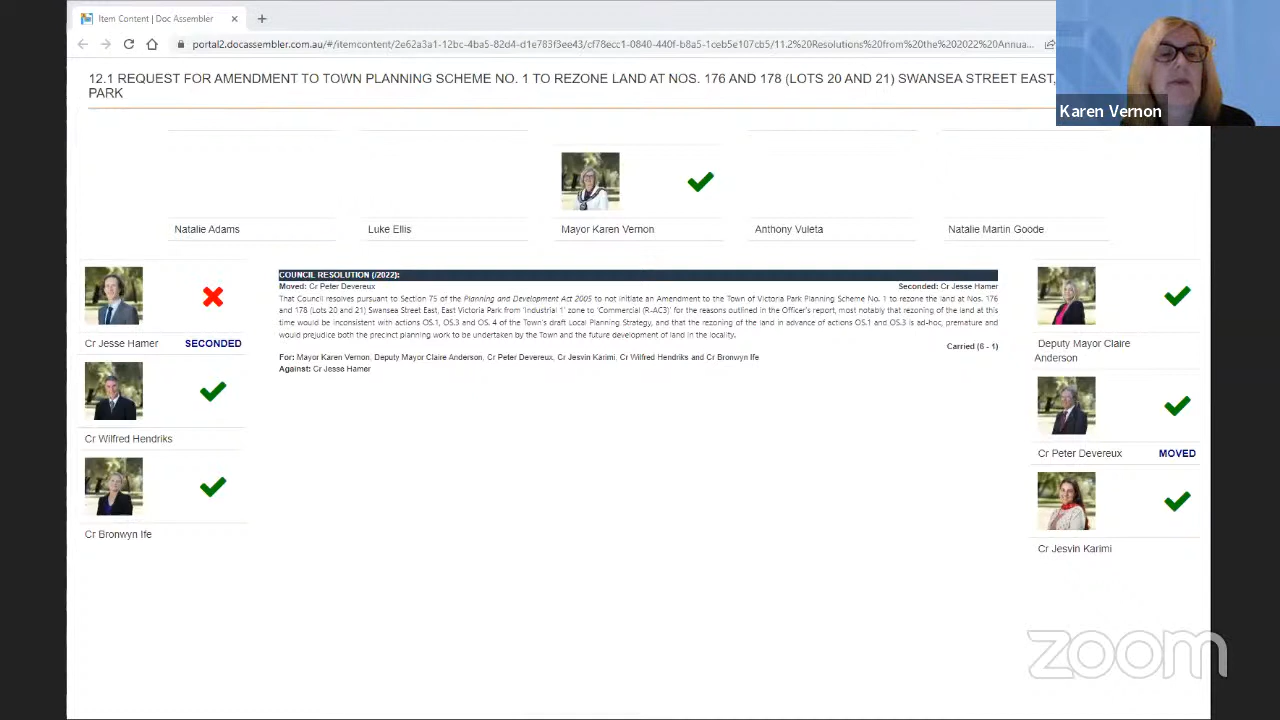 Item Content | Doc Assembler
portal2.docassembler.com.au/#/itemcontent/2e62a3a1-12bc-4ba5-82d4-d1e783f3ee43/cf78ecc1-0840-440f-b8a5-1ceb5e107cb5/112%20Resolutions%20from%20the%202022%20Annua...
12.1 REQUEST FOR AMENDMENT TO TOWN PLANNING SCHEME NO. 1 TO REZONE LAND AT NOS. 176 AND 178 (LOTS 20 AND 21) SWANSEA STREET EAST,
PARK
Karen Vernon
Natalie Adams
Luke Ellis
Mayor Karen Vernon
Anthony Vuleta
Natalie Martin Goode
Cr Jesse Hamer SECONDED
Cr Wilfred Hendriks
Cr Bronwyn Ife
COUNCIL RESOLUTION (/2022):
Moved: Cr Peter Devereux Seconded: Cr Jesse Hamer
That Council resolves pursuant to Section 75 of the Planning and Development Act 2005 to not initiate an Amendment to the Town of Victoria Park Planning Scheme No. 1 to rezone the land at Nos. 176
and 178 (Lots 20 and 21) Swansea Street East, East Victoria Park from 'Industrial 1' zone to 'Commercial (R-AC3)' for the reasons outlined in the Officer's report, most notably that rezoning of the land at this
time would be inconsistent with actions OS.1, OS.3 and OS. 4 of the Town's draft Local Planning Strategy, and that the rezoning of the land in advance of actions OS.1 and OS.3 is ad-hoc, premature and
would prejudice both the precinct planning work to be undertaken by the Town and the future development of land in the locality.
Carried (6 - 1)
For: Mayor Karen Vernon, Deputy Mayor Claire Anderson, Cr Peter Devereux, Cr Jesvin Karimi, Cr Wilfred Hendriks and Cr Bronwyn Ife
Against: Cr Jesse Hamer
Deputy Mayor Claire
Anderson
Cr Peter Devereux MOVED
Cr Jesvin Karimi
zoom